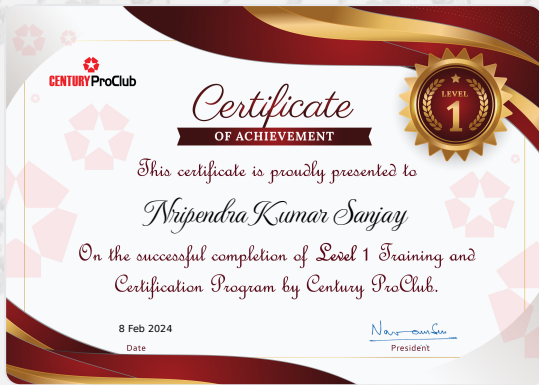 CENTURY ProClub
LEVEL
1
Certificate
OF ACHIEVEMENT
This certificate is proudly presented to
Nripendra Kumar Sanjay
On the successful completion of Level 1 Training and
Certification Program by Century ProClub.
8 Feb 2024
Date
President